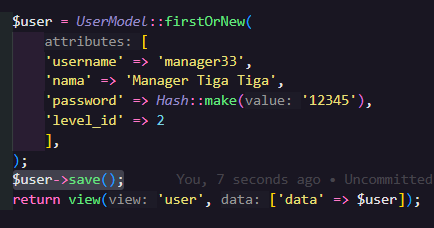 $user = UserModel::firstOrNew(
attributes: [
'username' => 'manager33',
'nama' => 'Manager Tiga Tiga',
'password' => Hash::make(value: '12345'),
'level_id' => 2
],
);
$user->save(); You, 7 seconds ago • Uncommitted
return view(view: 'user', data: ['data' => $user]);